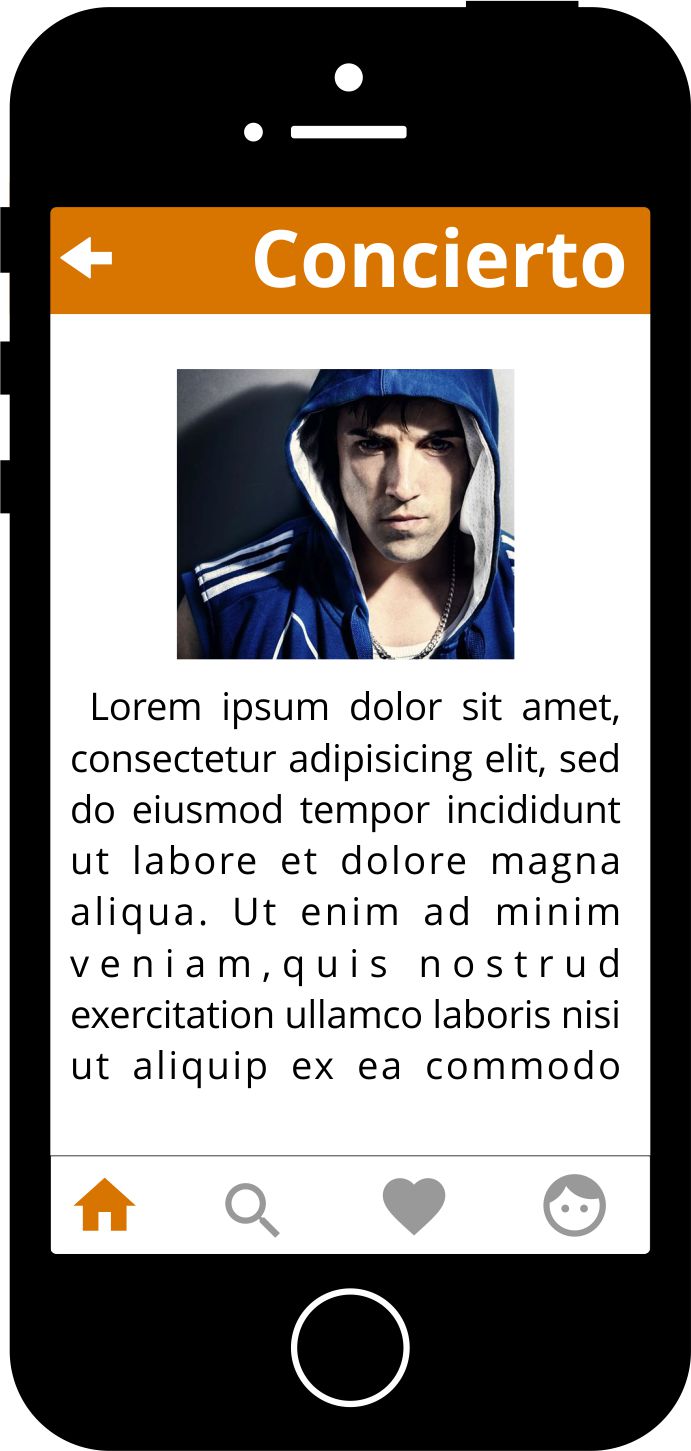 Concierto
Lorem ipsum dolor sit amet,
consectetur adipisicing elit, sed
do eiusmod tempor incididunt
ut labore et dolore magna
aliqua. Ut enim ad minim
veniam,quis nostrud
exercitation ullamco laboris nisi
ut aliquip ex ea commodo